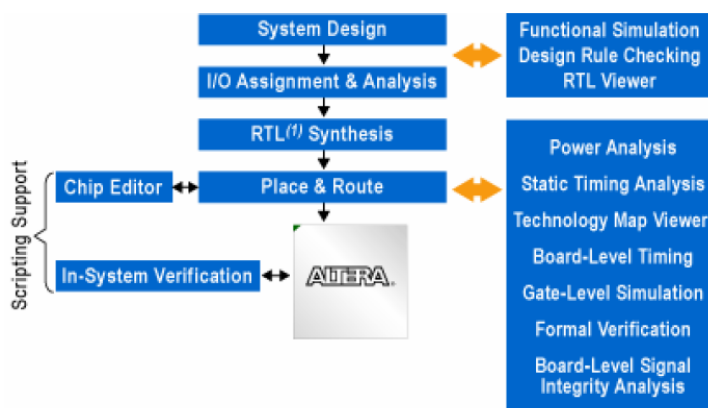 System Design
I/O Assignment & Analysis
RTL(1) Synthesis
Place & Route
Chip Editor
In-System Verification
Scripting Support
ALTERA®
Functional Simulation
Design Rule Checking
RTL Viewer
Power Analysis
Static Timing Analysis
Technology Map Viewer
Board-Level Timing
Gate-Level Simulation
Formal Verification
Board-Level Signal
Integrity Analysis